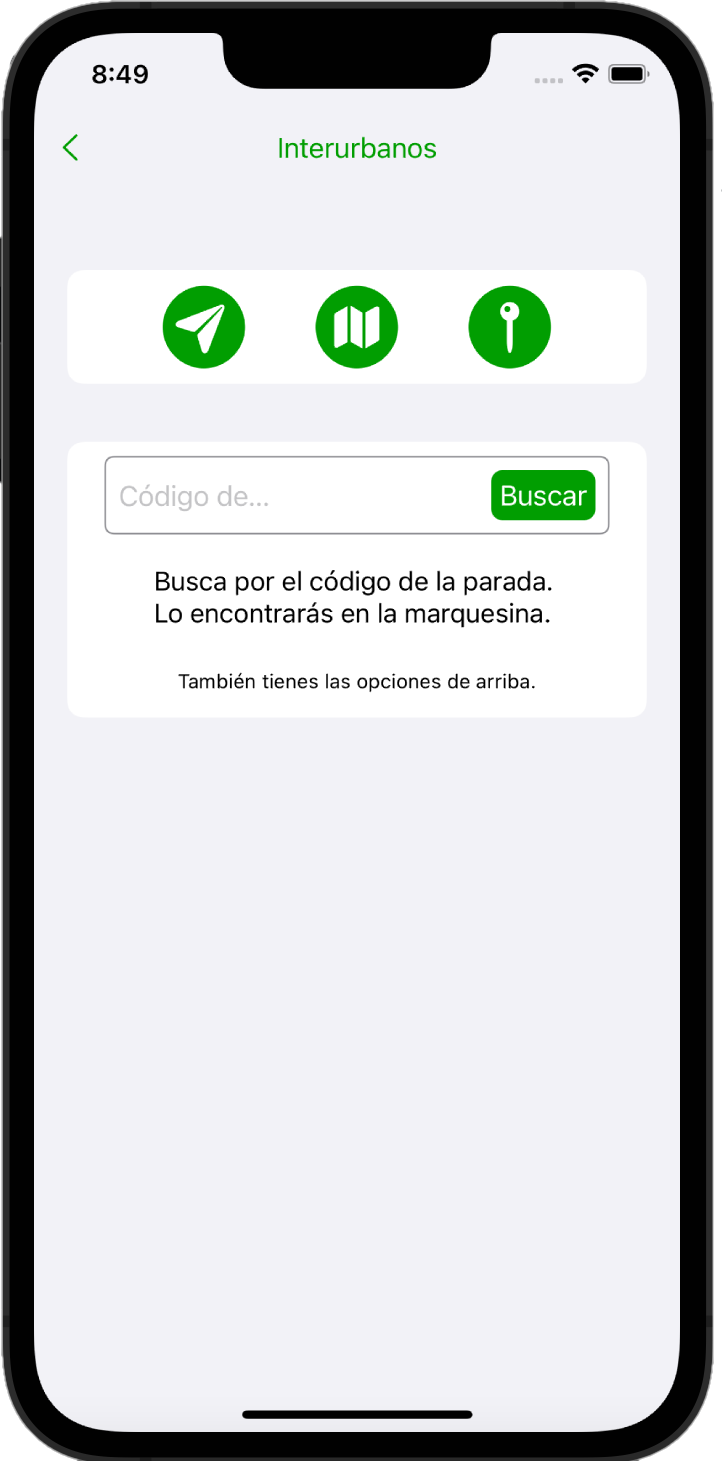 8:49
Interurbanos
Código de...
Buscar
Busca por el código de la parada.
Lo encontrarás en la marquesina.
También tienes las opciones de arriba.